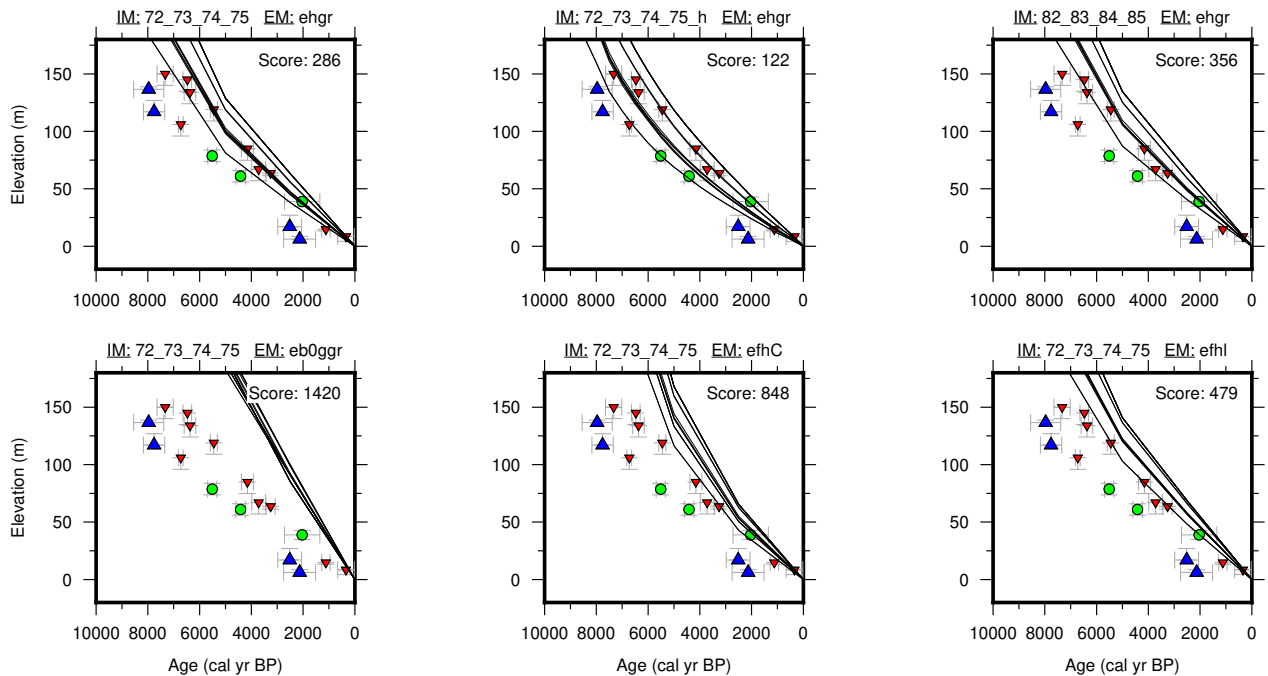 IM: 72_73_74_75 EM: ehgr
IM: 72_73_74_75_h EM: ehgr
IM: 82_83_84_85 EM: ehgr
Score: 286
Score: 122
Score: 356
Elevation (m)
150
100
50
0
150
100
50
0
150
100
50
0
10000 8000 6000 4000 2000 0
10000 8000 6000 4000 2000 0
10000 8000 6000 4000 2000 0
IM: 72_73_74_75 EM: eb0ggr
IM: 72_73_74_75 EM: efhC
IM: 72_73_74_75 EM: efhl
Score: 1420
Score: 848
Score: 479
Elevation (m)
150
100
50
0
150
100
50
0
150
100
50
0
10000 8000 6000 4000 2000 0
10000 8000 6000 4000 2000 0
10000 8000 6000 4000 2000 0
Age (cal yr BP)
Age (cal yr BP)
Age (cal yr BP)